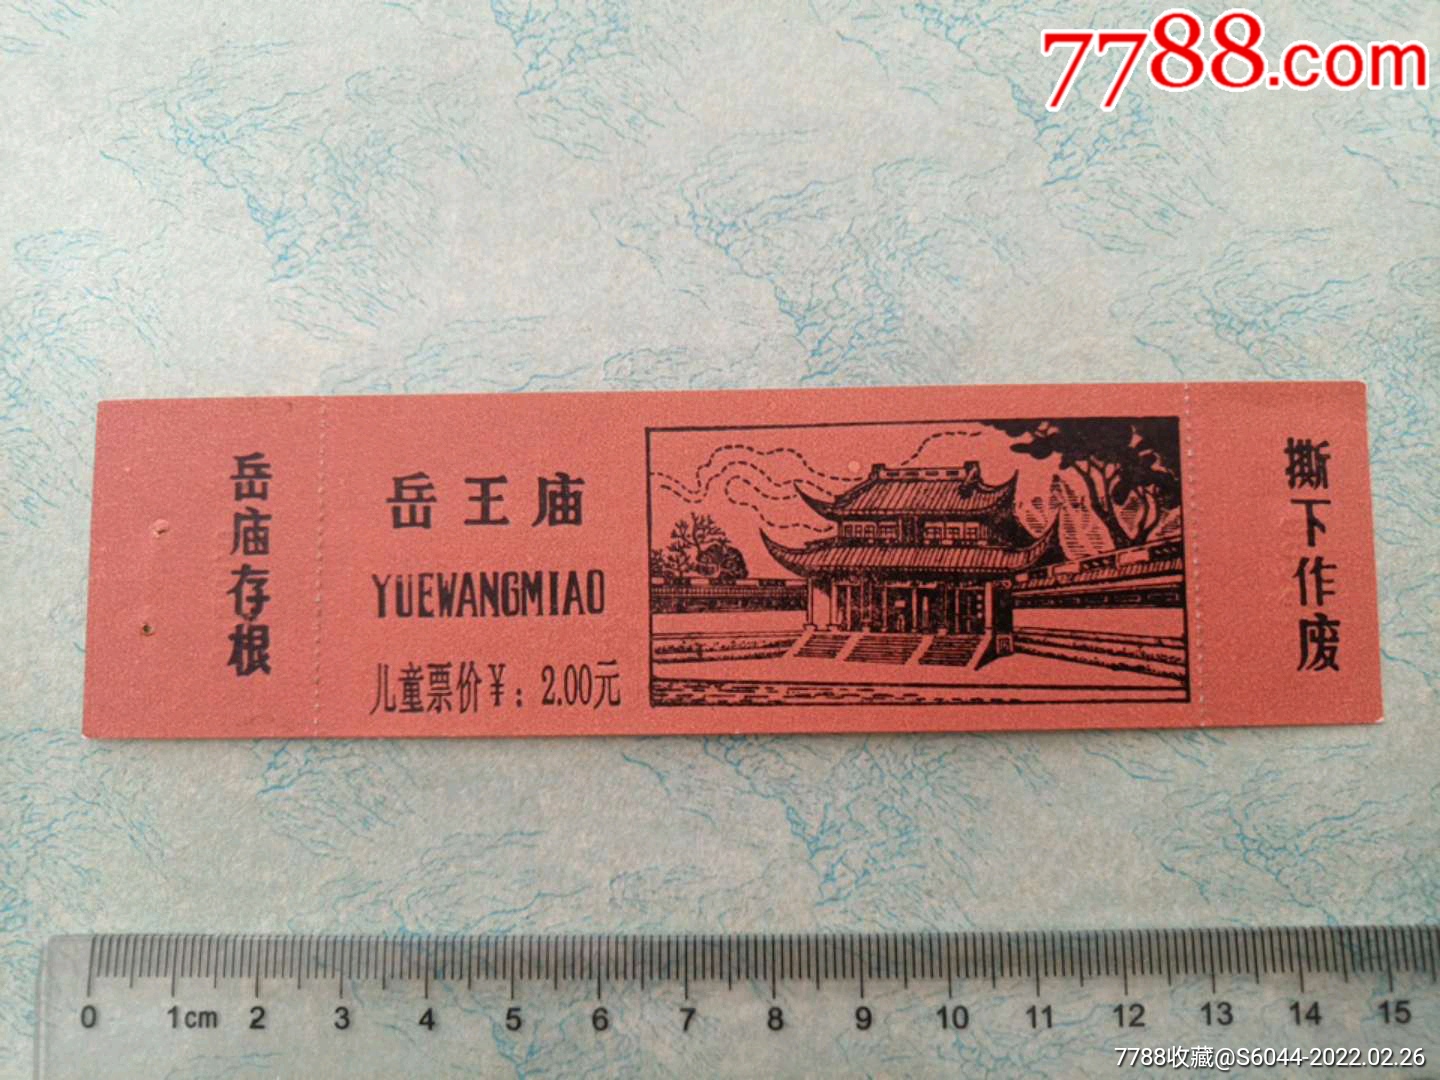 7788.com
岳庙存根
岳王庙
YUEWANGMIAO
儿童票价¥：2.00元
撕下作废
0 1cm 2 3 4 5 6 7 8 9 10 11 12 13 14 15
7788收藏@S6044-2022.02.26